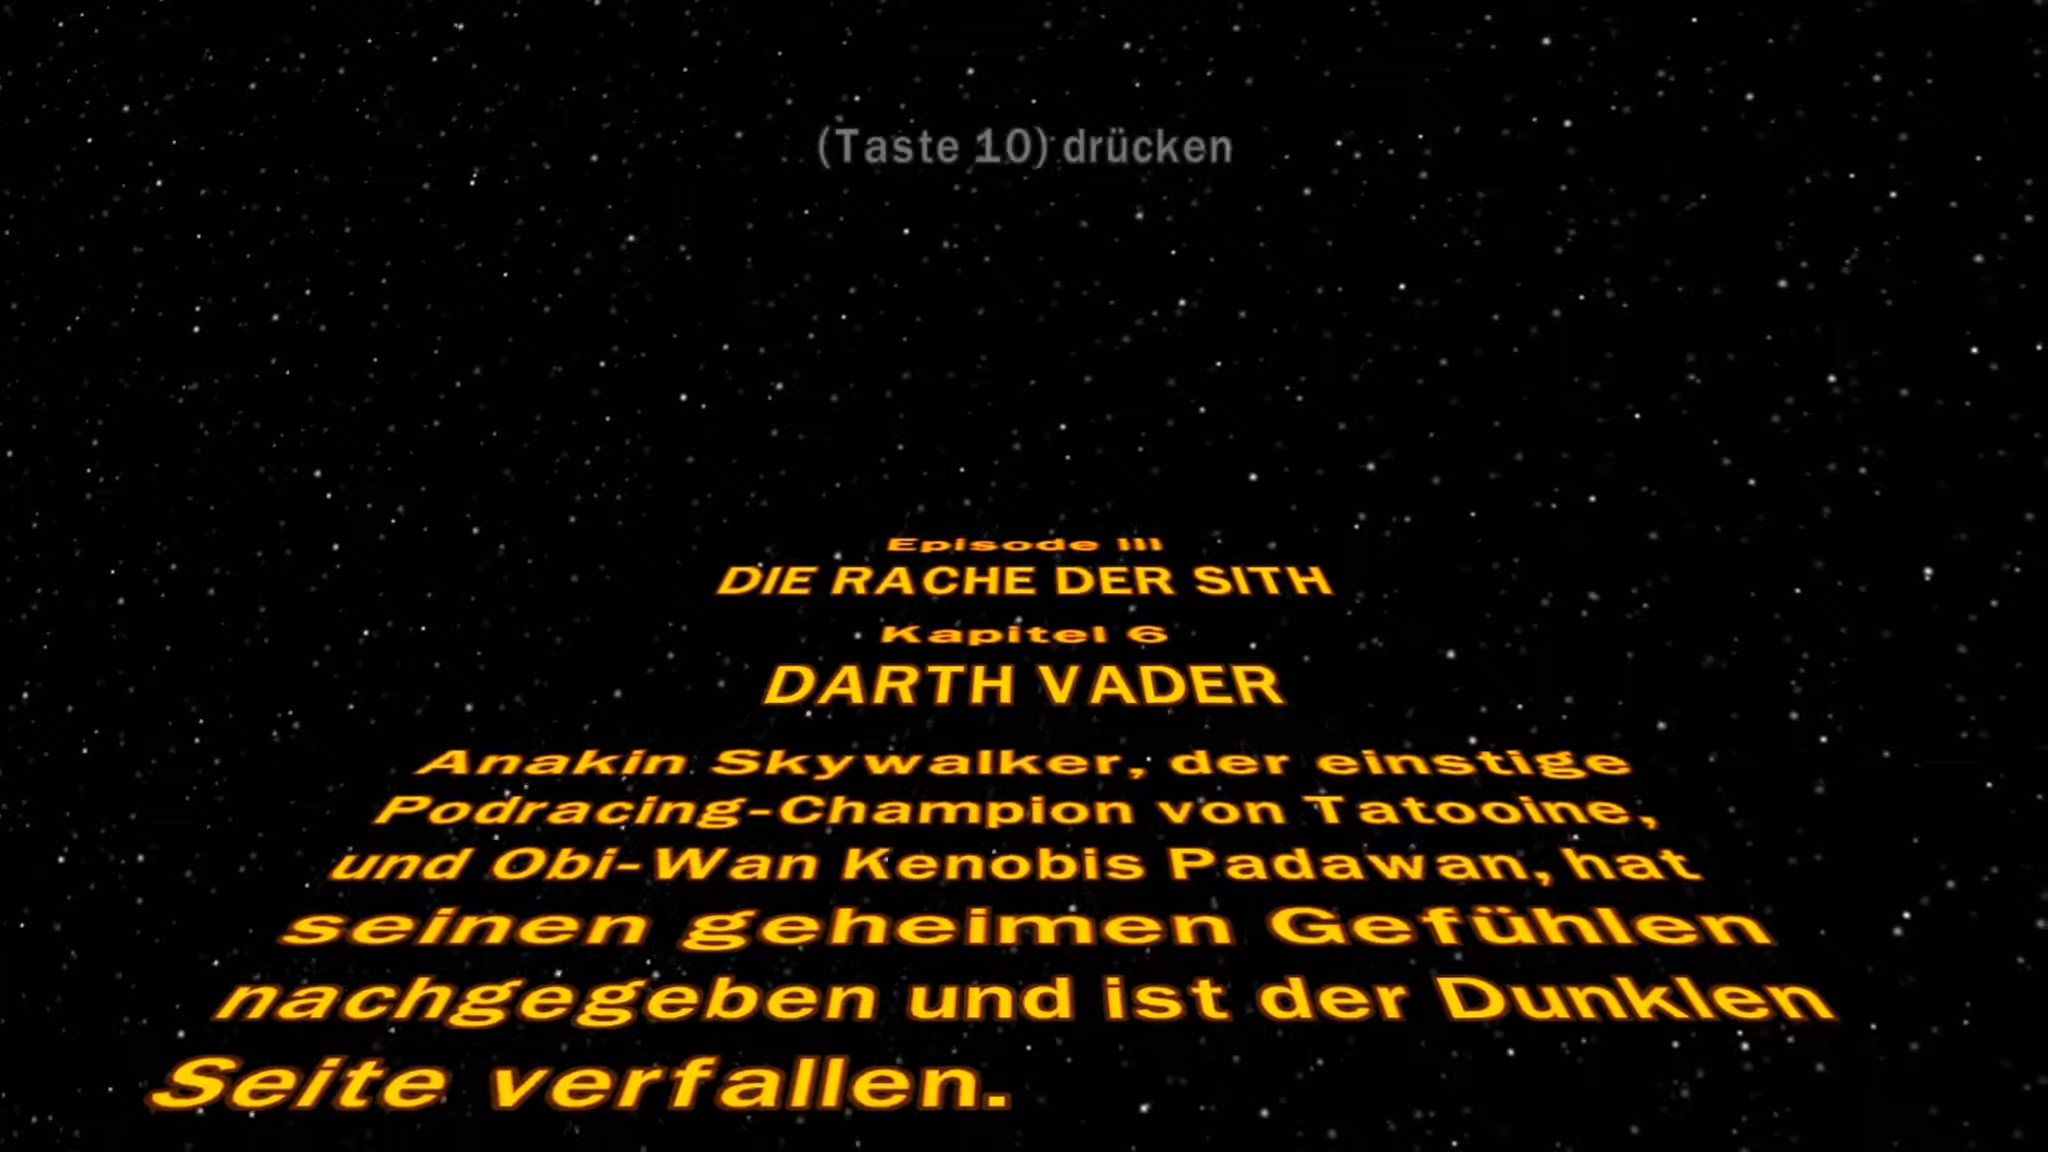 (Taste 10) drücken
Episode III
DIE RACHE DER SITH
Kapitel 6
DARTH VADER
Anakin Skywalker, der einstige
Podracing-Champion von Tatooine,
und Obi-Wan Kenobis Padawan, hat
seinen geheimen Gefühlen
nachgegeben und ist der Dunklen
Seite verfallen.